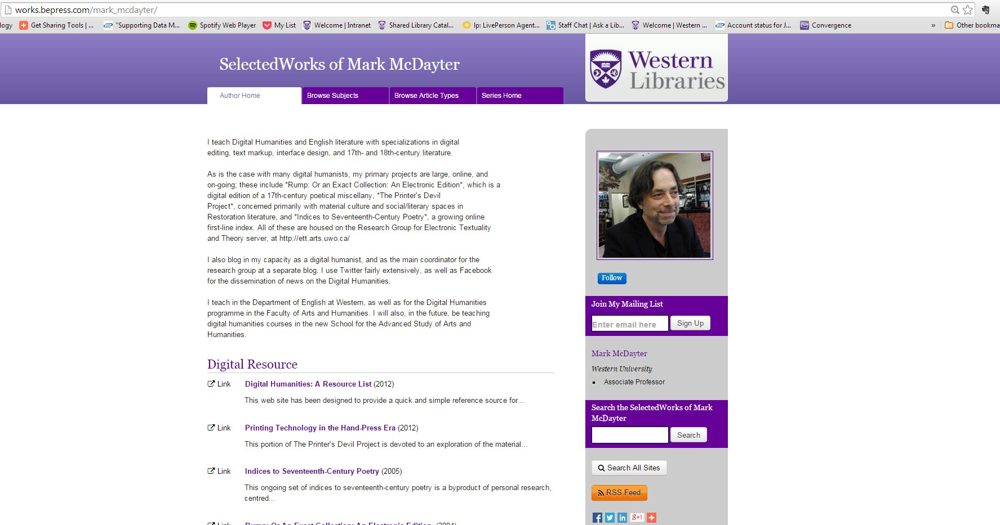 works.bepress.com/mark_mcdayter/
logy Get Sharing Tools | ... "Supporting Data M... Spotify Web Player My List Welcome | Intranet Shared Library Catal... lp: LivePerson Agent... Staff Chat | Ask a Lib... Welcome | Western ... Account status for J... Convergence » Other bookma
SelectedWorks of Mark McDayter
Western
Libraries
Author Home Browse Subjects Browse Article Types Series Home
I teach Digital Humanities and English literature with specializations in digital
editing, text markup, interface design, and 17th- and 18th-century literature.
As is the case with many digital humanists, my primary projects are large, online, and
on-going; these include *Rump: Or an Exact Collection: An Electronic Edition*, which is a
digital edition of a 17th-century poetical miscellany, *The Printer's Devil
Project*, concerned primarily with material culture and social/literary spaces in
Restoration literature, and *Indices to Seventeenth-Century Poetry*, a growing online
first-line index. All of these are housed on the Research Group for Electronic Textuality
and Theory server, at http://ett.arts.uwo.ca/
I also blog in my capacity as a digital humanist, and as the main coordinator for the
research group at a separate blog. I use Twitter fairly extensively, as well as Facebook
for the dissemination of news on the Digital Humanities.
I teach in the Department of English at Western, as well as for the Digital Humanities
programme in the Faculty of Arts and Humanities. I will also, in the future, be teaching
digital humanities courses in the new School for the Advanced Study of Arts and
Humanities.
Digital Resource
Link Digital Humanities: A Resource List (2012)
This web site has been designed to provide a quick and simple reference source for...
Link Printing Technology in the Hand-Press Era (2012)
This portion of The Printer's Devil Project is devoted to an exploration of the material...
Link Indices to Seventeenth-Century Poetry (2005)
This ongoing set of indices to seventeenth-century poetry is a byproduct of personal research,
centred...
Link Rump: Or An Exact Collection: An Electronic Edition (2004)
Follow
Join My Mailing List
Enter email here Sign Up
Mark McDayter
Western University
Associate Professor
Search the SelectedWorks of Mark
McDayter
Search
Search All Sites
RSS Feed
f in g+1 +